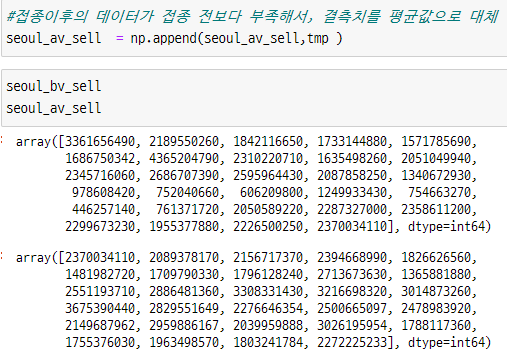 #접종이후의 데이터가 접종 전보다 부족해서, 결측치를 평균값으로 대체
seoul_av_sell  = np.append(seoul_av_sell,tmp )
seoul_bv_sell
seoul_av_sell
array([3361656490, 2189550260, 1842116650, 1733144880, 1571785690,
1686750342, 4365204790, 2310220710, 1635498260, 2051049940,
2345716060, 2686707390, 2595964430, 2087858250, 1340672930,
978608420,  752040660,  606209800, 1249933430,  754663270,
446257140,  761371720, 2050589220, 2287327000, 2358611200,
2299673230, 1955377880, 2226500250, 2370034110], dtype=int64)
array([2370034110, 2089378170, 2156717370, 2394668990, 1826626560,
1481982720, 1709790330, 1796128240, 2713673630, 1365881880,
2551193710, 2886481360, 3308331430, 3216698320, 3014873260,
3675390440, 2829551649, 2276646354, 2500665097, 2478983920,
2149687962, 2959886167, 2039959888, 3026195954, 1788117360,
1755376030, 1963498570, 1803241784, 2272225233], dtype=int64)